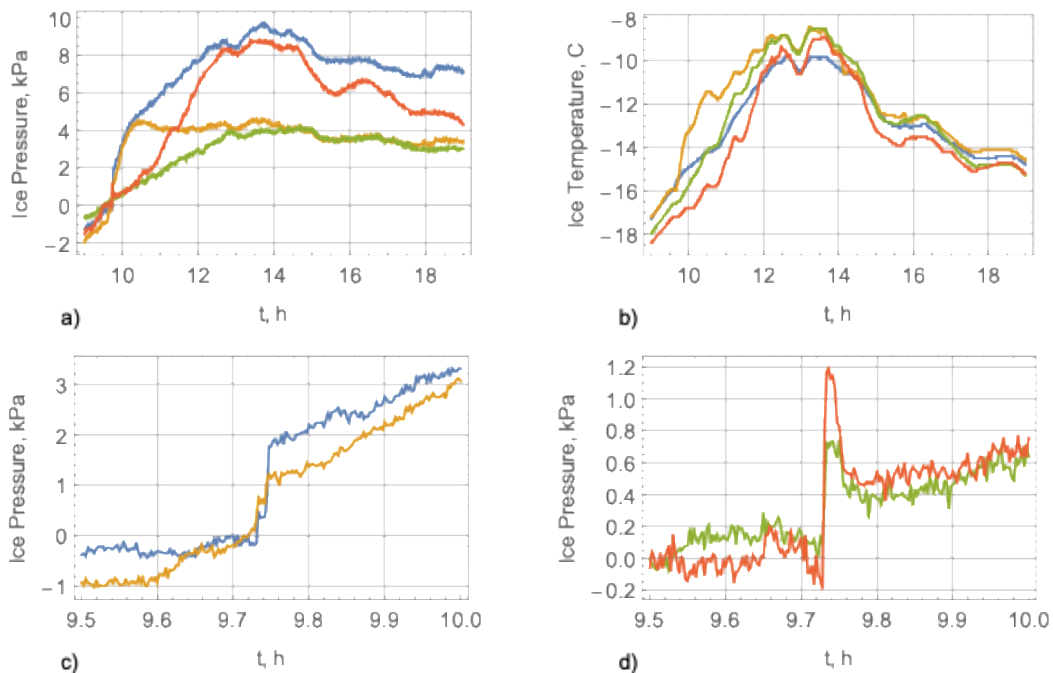 Ice Pressure, kPa
10
8
6
4
2
0
−2
10 12 14 16 18
t, h
a)
Ice Temperature, C
−8
−10
−12
−14
−16
−18
10 12 14 16 18
t, h
b)
Ice Pressure, kPa
3
2
1
0
−1
9.5 9.6 9.7 9.8 9.9 10.0
t, h
c)
Ice Pressure, kPa
1.2
1.0
0.8
0.6
0.4
0.2
0.0
−0.2
9.5 9.6 9.7 9.8 9.9 10.0
t, h
d)